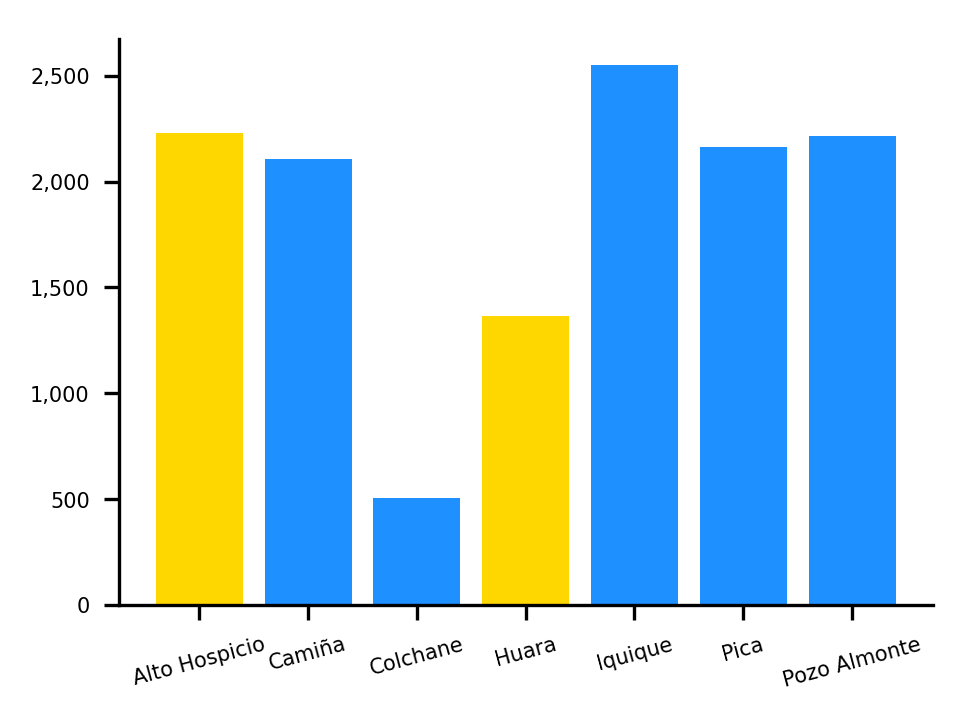 2,500
2,000
1,500
1,000
500
0
Alto Hospicio
Camiña
Colchane
Huara
Iquique
Pica
Pozo Almonte